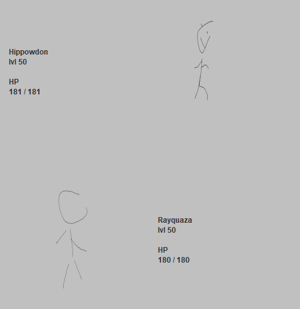 Hippowdon
lvl 50
HP
181 / 181
Rayquaza
lvl 50
HP
180 / 180